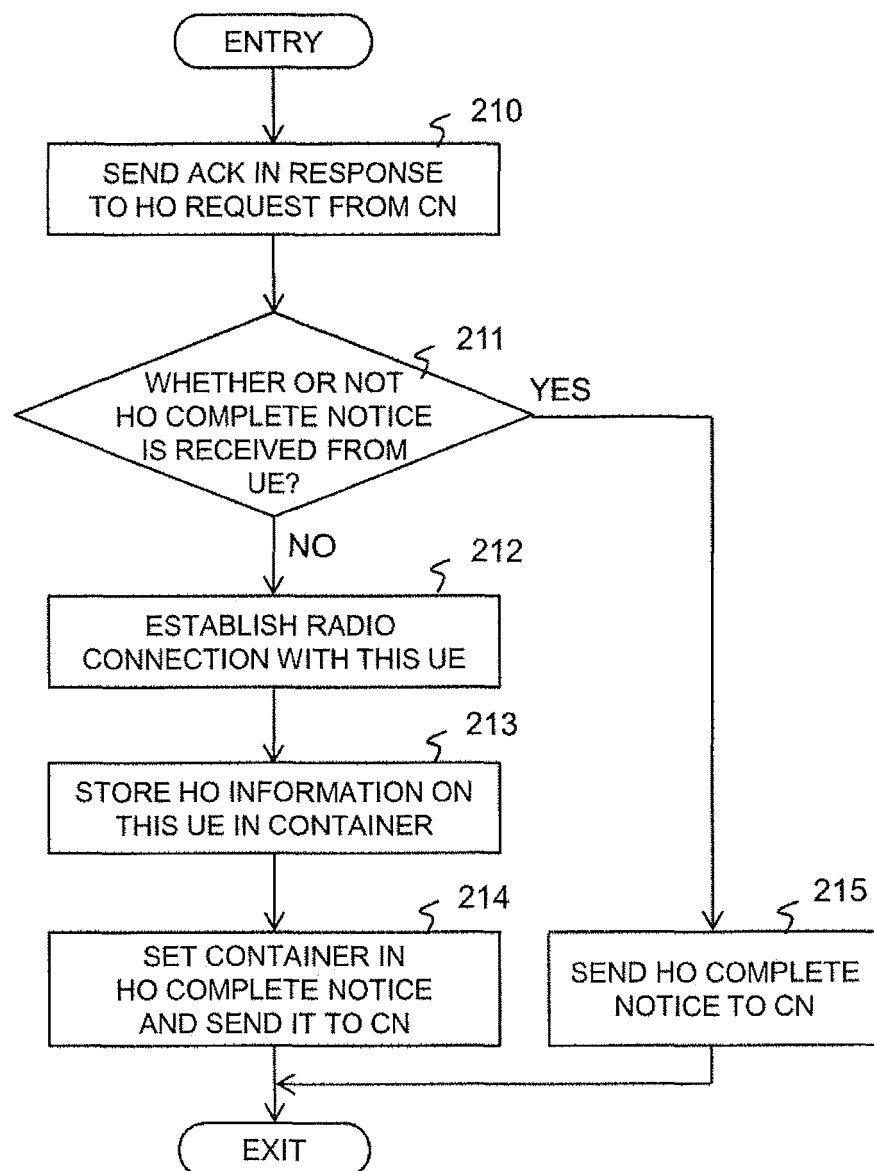 ENTRY
210
SEND ACK IN RESPONSE
TO HO REQUEST FROM CN
211
WHETHER OR NOT
HO COMPLETE NOTICE
IS RECEIVED FROM
UE?
YES
NO
212
ESTABLISH RADIO
CONNECTION WITH THIS UE
213
STORE HO INFORMATION ON
THIS UE IN CONTAINER
214
SET CONTAINER IN
HO COMPLETE NOTICE
AND SEND IT TO CN
215
SEND HO COMPLETE
NOTICE TO CN
EXIT